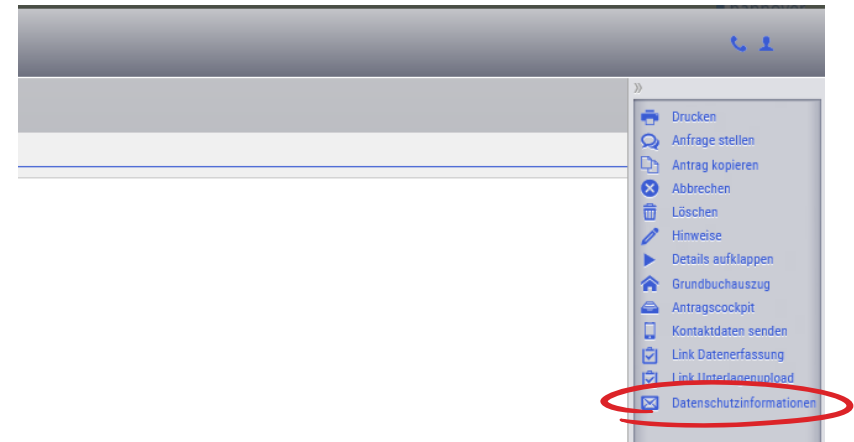 Drucken
Anfrage stellen
Antrag kopieren
Abbrechen
Löschen
Hinweise
Details aufklappen
Grundbuchauszug
Antragscockpit
Kontaktdaten senden
Link Datenerfassung
Link Unterlagenupload
Datenschutzinformationen